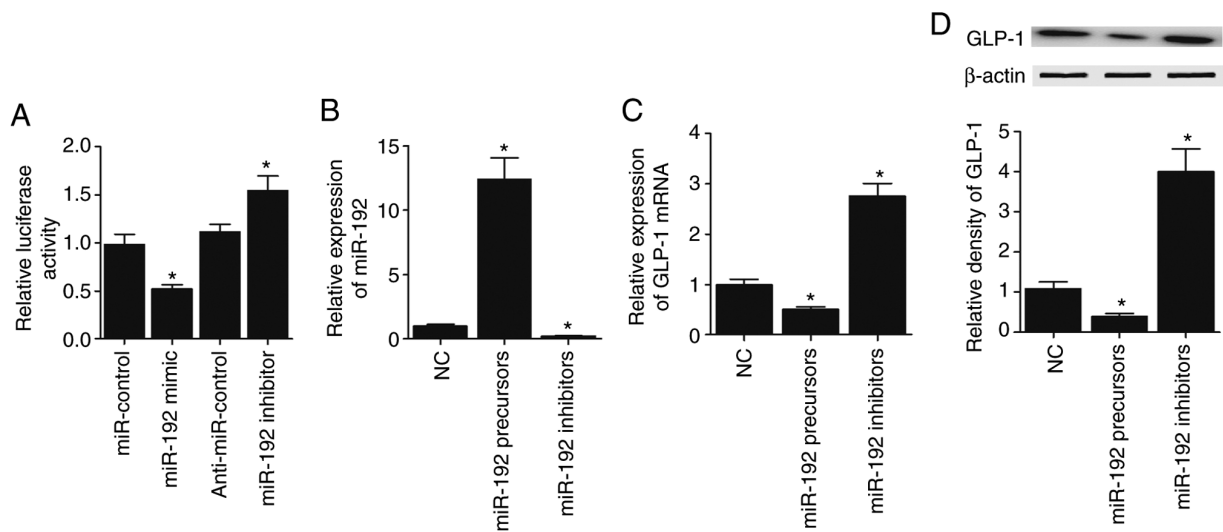 A
Relative luciferase
activity
2.0
1.5
1.0
0.5
0.0
*
*
miR-control
miR-192 mimic
Anti-miR-control
miR-192 inhibitor
B
Relative expression
of miR-192
15
10
5
0
*
*
NC
miR-192 precursors
miR-192 inhibitors
C
Relative expression
of GLP-1 mRNA
4
3
2
1
0
*
*
NC
miR-192 precursors
miR-192 inhibitors
D
GLP-1
β-actin
Relative density of GLP-1
5
4
3
2
1
0
*
*
NC
miR-192 precursors
miR-192 inhibitors